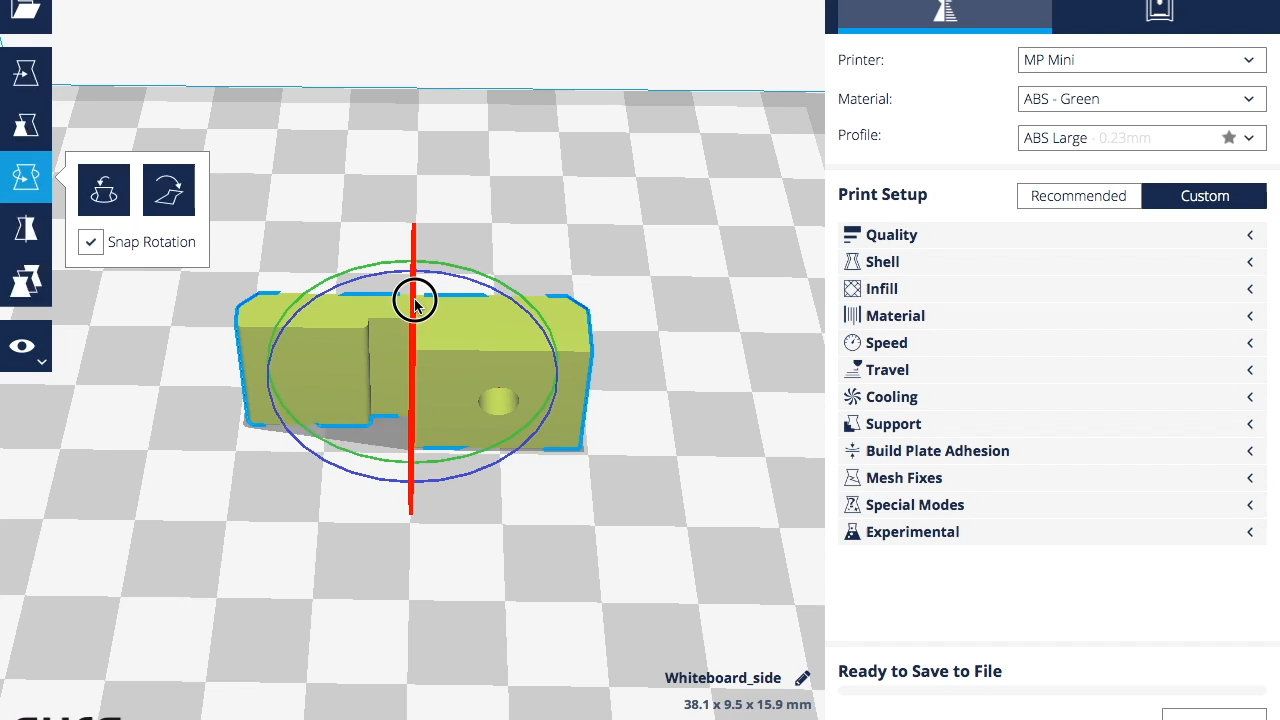 Printer:
MP Mini
Material:
ABS - Green
Profile:
ABS Large - 0.23mm
Print Setup
Recommended
Custom
Snap Rotation
Quality
Shell
Infill
Material
Speed
Travel
Cooling
Support
Build Plate Adhesion
Mesh Fixes
Special Modes
Experimental
Whiteboard_side
38.1 x 9.5 x 15.9 mm
Ready to Save to File